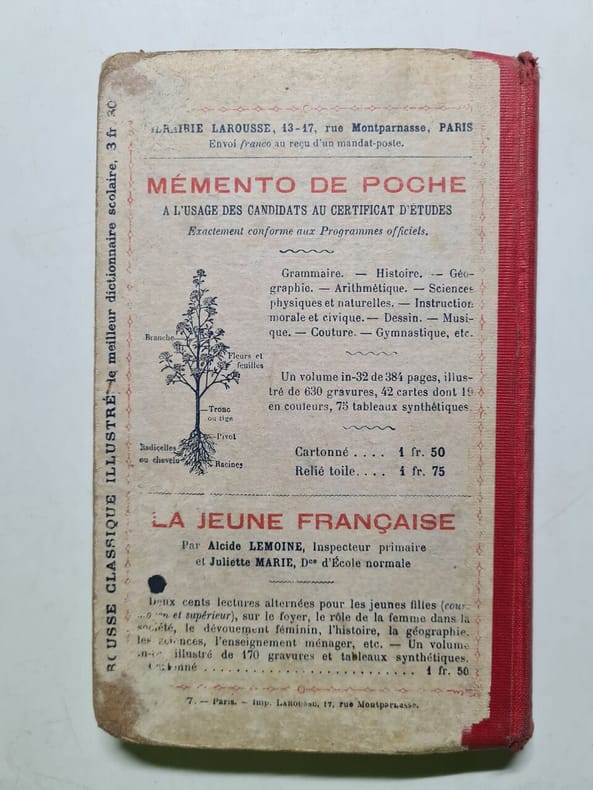 LIBRAIRIE LAROUSSE, 13-17, rue Montparnasse, PARIS
Envoi franco au reçu d'un mandat-poste.
MÉMENTO DE POCHE
A L'USAGE DES CANDIDATS AU CERTIFICAT D'ÉTUDES
Exactement conforme aux Programmes officiels.
Grammaire. — Histoire. — Géo-
graphie. — Arithmétique. — Sciences
physiques et naturelles. — Instruction
morale et civique. — Dessin. — Musi-
que. — Couture. — Gymnastique, etc.
Branche
Fleurs et
feuilles
Tronc
ou tige
Pivot
Radicelles
ou chevelu
Racines
Un volume in-32 de 384 pages, illus-
tré de 630 gravures, 42 cartes dont 19
en couleurs, 75 tableaux synthétiques
Cartonné .... 1 fr. 50
Relié toile.... 1 fr. 75
LA JEUNE FRANÇAISE
Par Alcide LEMOINE, Inspecteur primaire
et Juliette MARIE, Dce d'École normale
Deux cents lectures alternées pour les jeunes filles (cours
moyen et supérieur), sur le foyer, le rôle de la femme dans la
société, le dévouement féminin, l'histoire, la géographie,
les sciences, l'enseignement ménager, etc. — Un volume
illustré de 170 gravures et tableaux synthétiques.
Cartonné ........................... 1 fr. 50
7. — Paris. — Imp. LAROUSSE, 17, rue Montparnasse.
ROUSSE CLASSIQUE ILLUSTRÉ, le meilleur dictionnaire scolaire, 3 fr 30